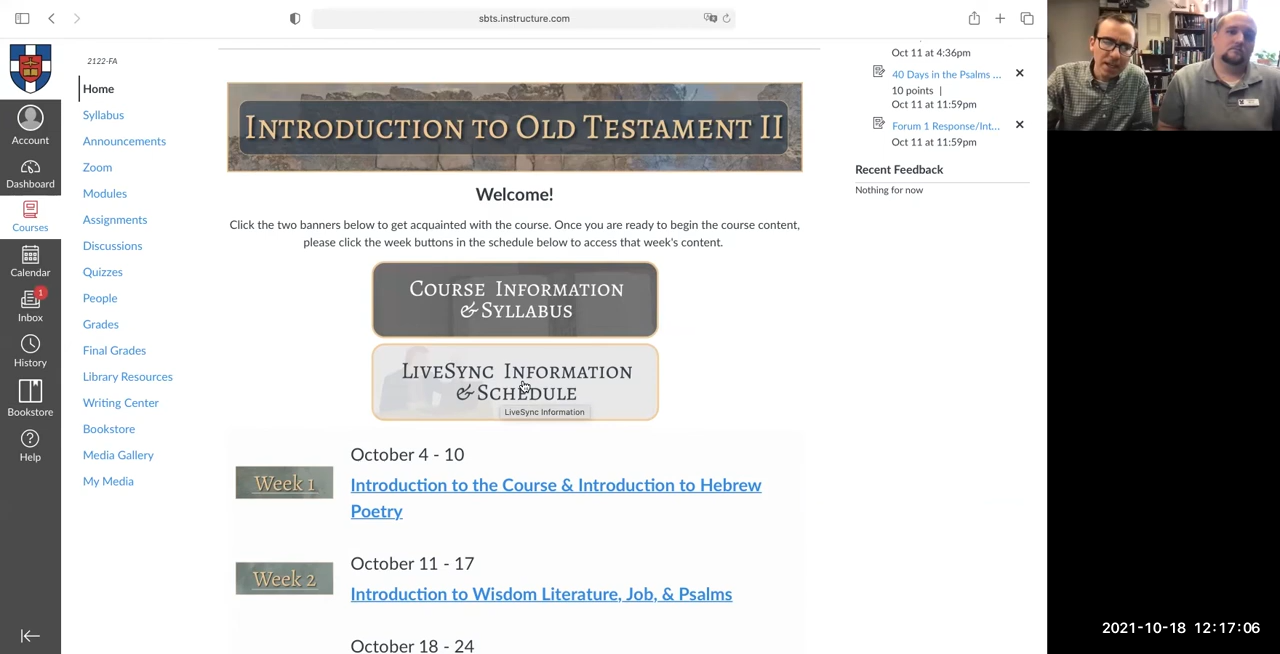 sbts.instructure.com
Account
Dashboard
Courses
Calendar
1
Inbox
History
Bookstore
Help
2122-FA
Home
Syllabus
Announcements
Zoom
Modules
Assignments
Discussions
Quizzes
People
Grades
Final Grades
Library Resources
Writing Center
Bookstore
Media Gallery
My Media
Introduction to Old Testament II
Welcome!
Click the two banners below to get acquainted with the course. Once you are ready to begin the course content,
please click the week buttons in the schedule below to access that week's content.
Course Information
& Syllabus
LiveSync Information
& Schedule
LiveSync Information
Week 1
October 4 - 10
Introduction to the Course & Introduction to Hebrew
Poetry
Week 2
October 11 - 17
Introduction to Wisdom Literature, Job, & Psalms
October 18 - 24
Oct 11 at 4:36pm
40 Days in the Psalms ...
10 points |
Oct 11 at 11:59pm
Forum 1 Response/Int...
Oct 11 at 11:59pm
Recent Feedback
Nothing for now
2021-10-18 12:17:06